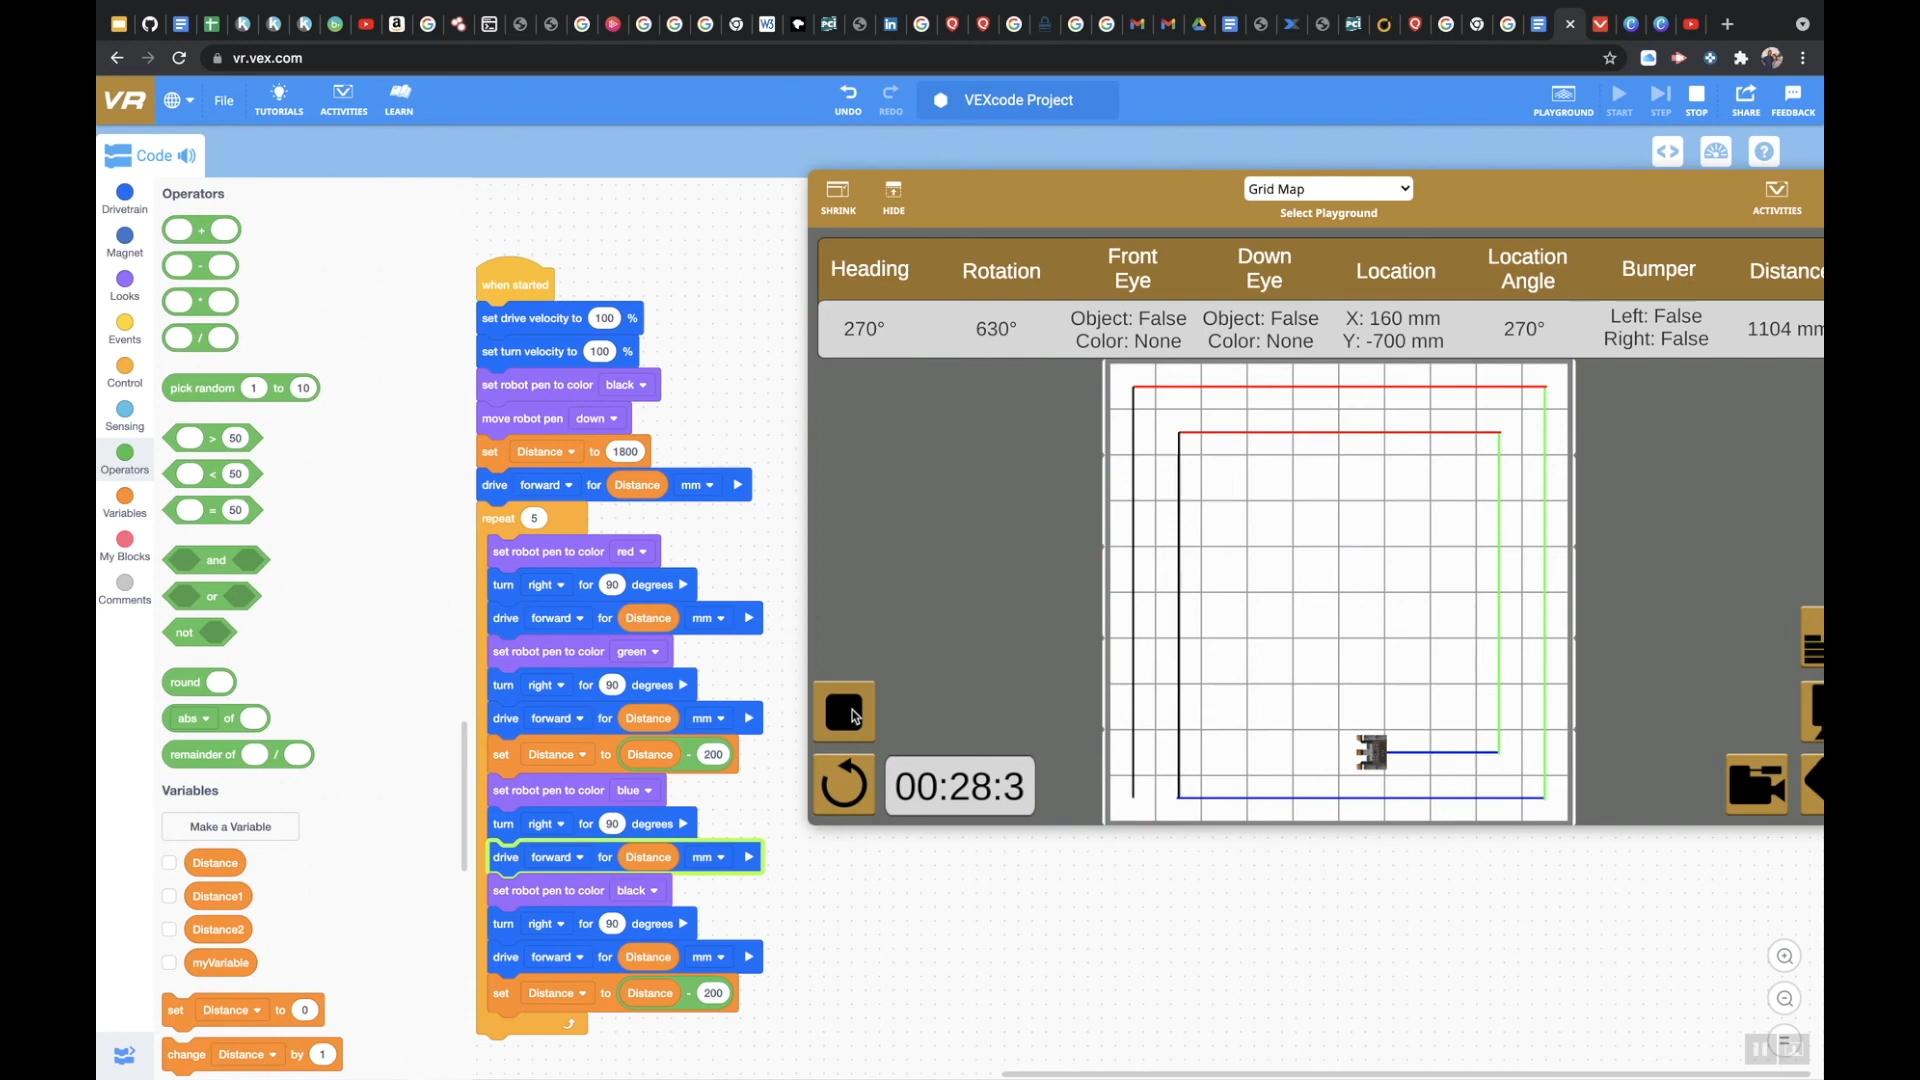 vr.vex.com
VR
File
TUTORIALS
ACTIVITIES
LEARN
UNDO
REDO
VEXcode Project
PLAYGROUND
START
STEP
STOP
SHARE
FEEDBACK
Code
Drivetrain
Magnet
Looks
Events
Control
Sensing
Operators
Variables
My Blocks
Comments
Operators
+
-
*
/
pick random 1 to 10
> 50
< 50
= 50
and
or
not
round
abs of
remainder of /
Variables
Make a Variable
Distance
Distance1
Distance2
myVariable
set Distance to 0
change Distance by 1
when started
set drive velocity to 100 %
set turn velocity to 100 %
set robot pen to color black
move robot pen down
set Distance to 1800
drive forward for Distance mm
repeat 5
set robot pen to color red
turn right for 90 degrees
drive forward for Distance mm
set robot pen to color green
turn right for 90 degrees
drive forward for Distance mm
set Distance to Distance - 200
set robot pen to color blue
turn right for 90 degrees
drive forward for Distance mm
set robot pen to color black
turn right for 90 degrees
drive forward for Distance mm
set Distance to Distance - 200
SHRINK
HIDE
Grid Map
Select Playground
ACTIVITIES
Heading Rotation Front Eye Down Eye Location Location Angle Bumper Distanc
270° 630° Object: False Object: False X: 160 mm 270° Left: False 1104 mm
Color: None Color: None Y: -700 mm Right: False
00:28:3